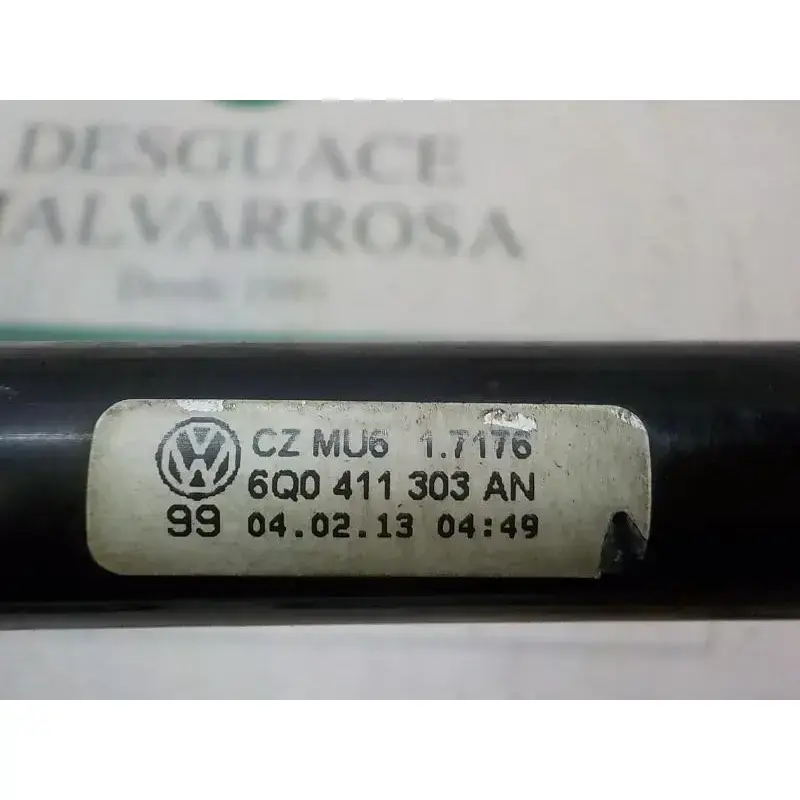 DESGUACE
MALVARROSA
CZ MU6 1.7176
6Q0 411 303 AN
99 04.02.13 04:49